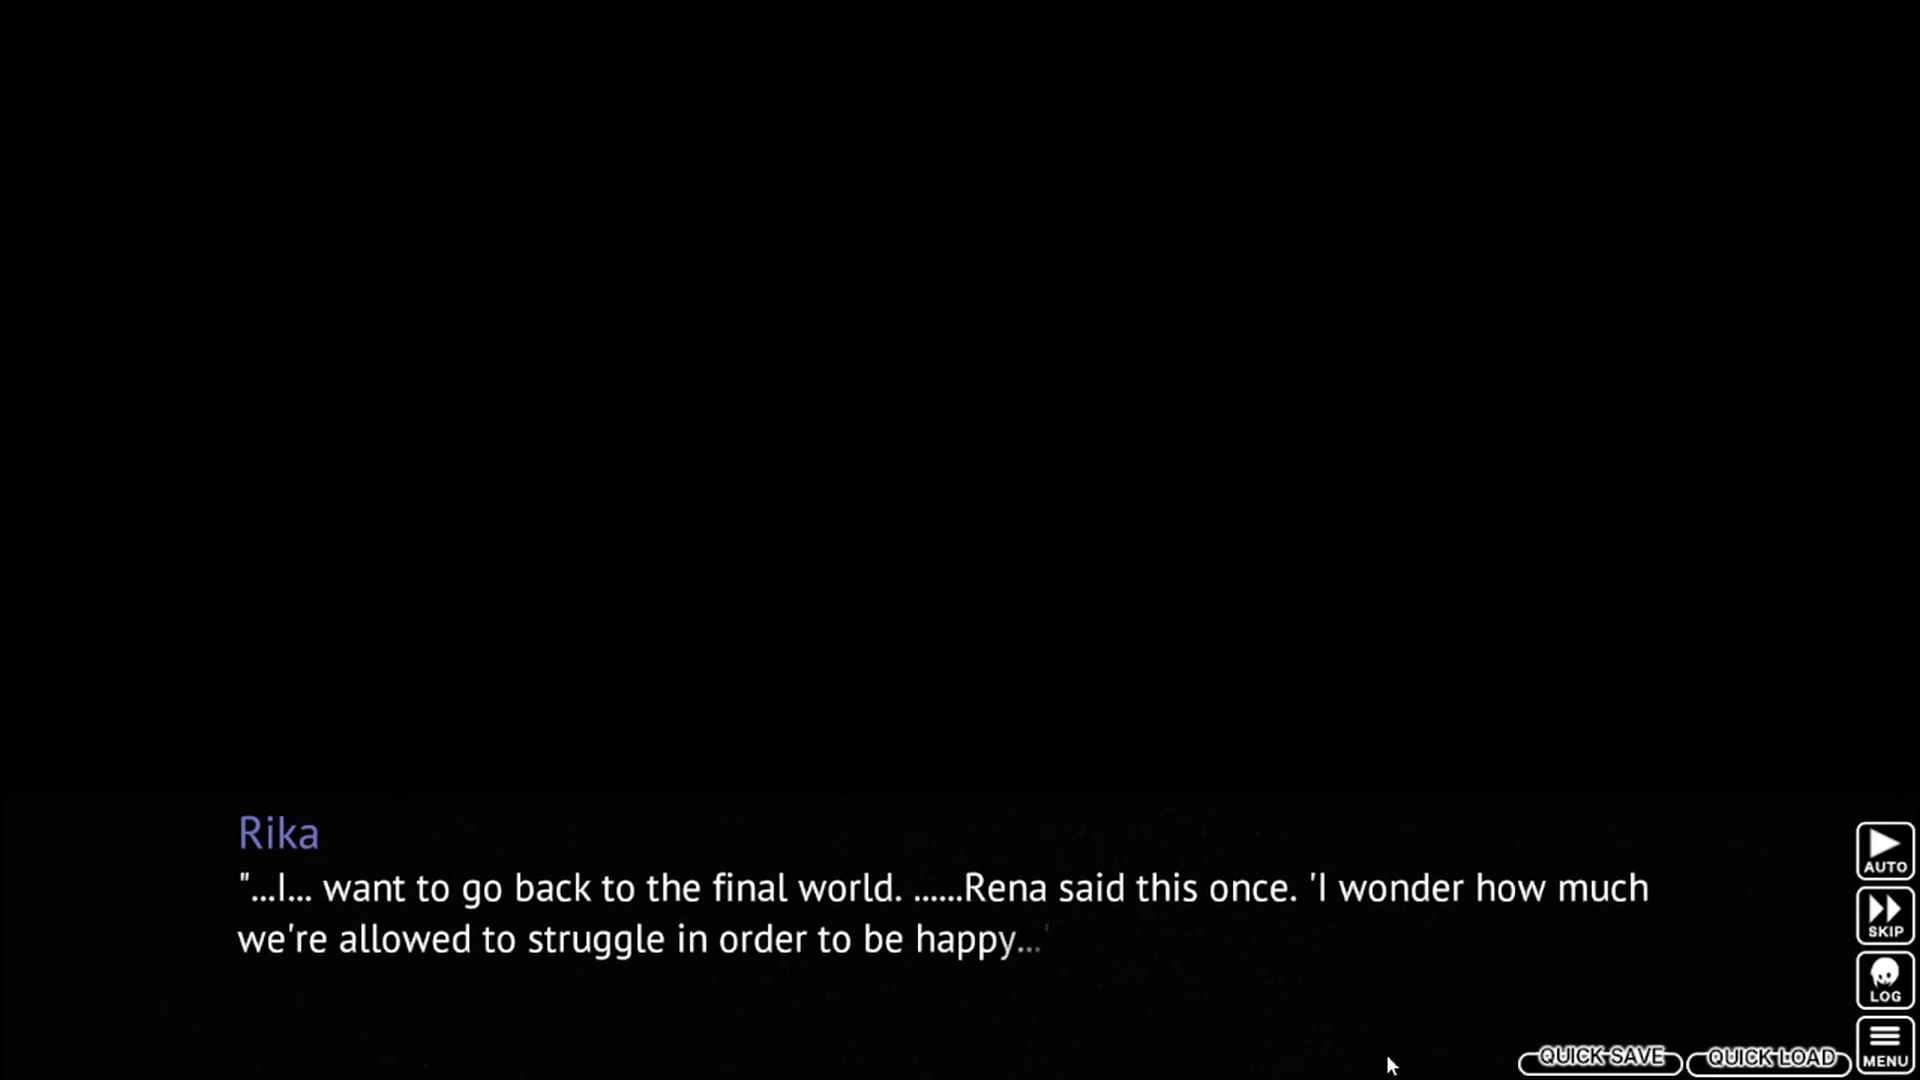 Rika
"...I... want to go back to the final world. ......Rena said this once. 'I wonder how much
we're allowed to struggle in order to be happy...'
AUTO
SKIP
LOG
MENU
QUICK SAVE
QUICK LOAD